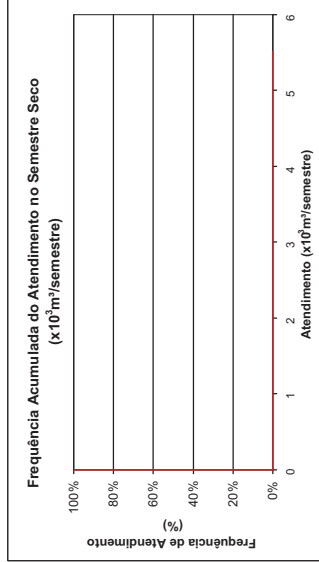 Frequência Acumulada do Atendimento no Semestre Seco
(x10³m³/semestre)
Frequência de Atendimento
(%)
100%
80%
60%
40%
20%
0%
0 1 2 3 4 5 6
Atendimento (x10³m³/semestre)